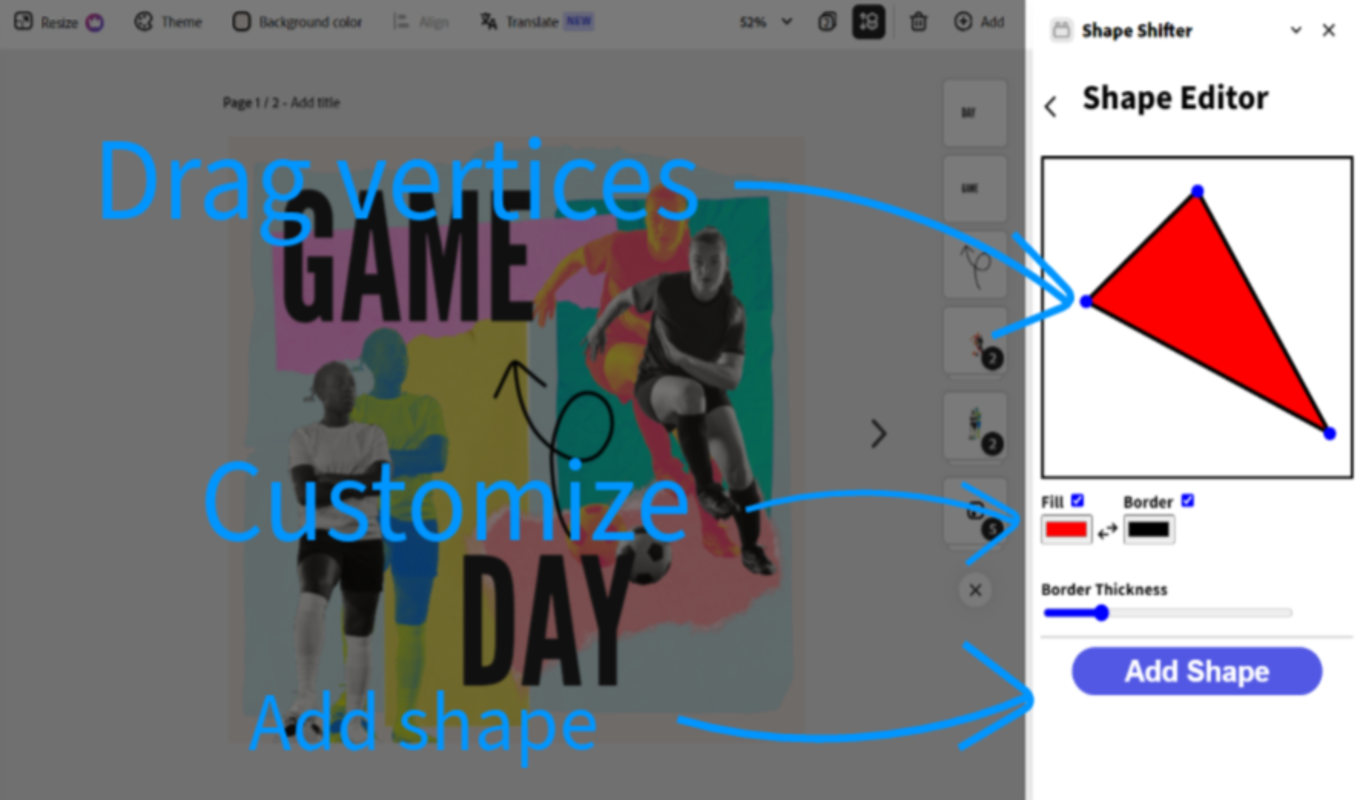 Resize
Theme
Background color
Align
Translate NEW
52%
2
Add
Shape Shifter
Shape Editor
Page 1 / 2 - Add title
Drag vertices
GAME
DAY
GAME
2
2
Customize
5
Fill
Border
DAY
Border Thickness
Add Shape
Add shape